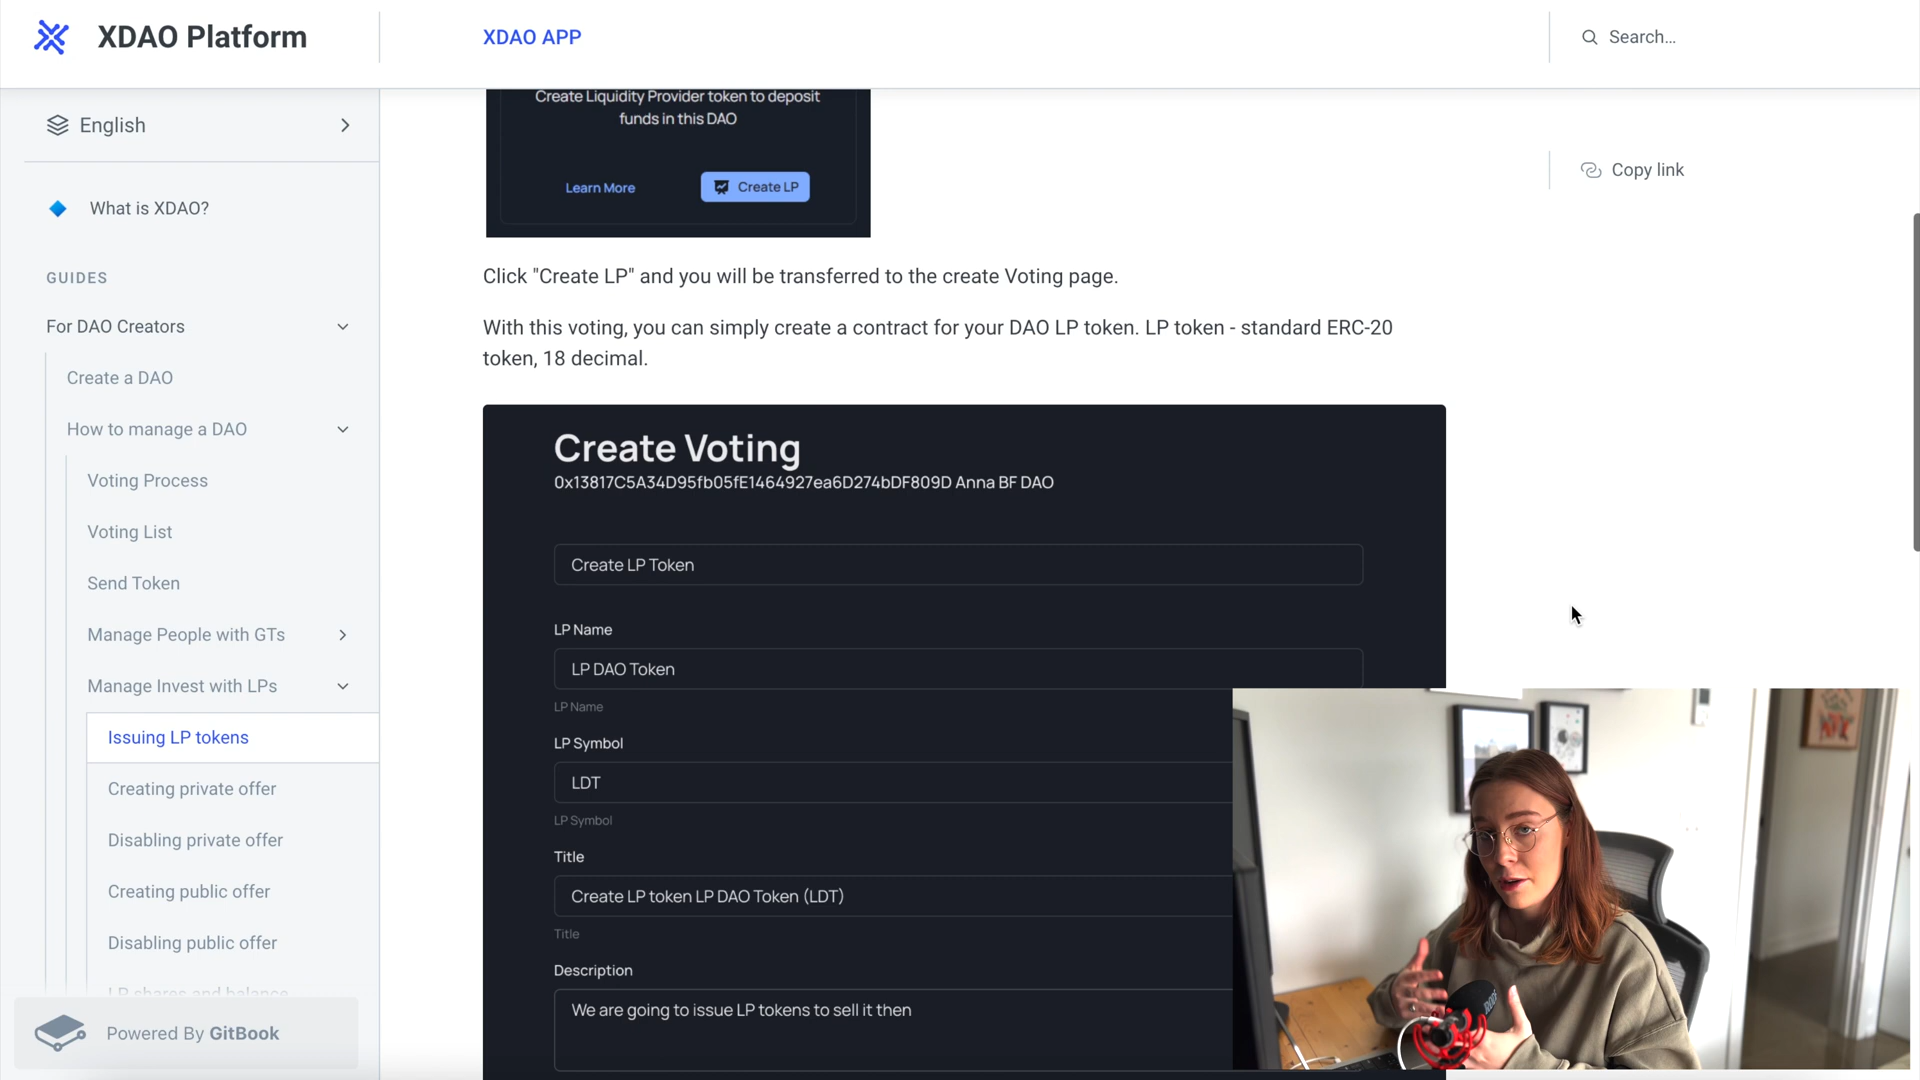 XDAO Platform
XDAO APP
Search...
English
What is XDAO?
GUIDES
For DAO Creators
Create a DAO
How to manage a DAO
Voting Process
Voting List
Send Token
Manage People with GTs
Manage Invest with LPs
Issuing LP tokens
Creating private offer
Disabling private offer
Creating public offer
Disabling public offer
LP shares and balance
Powered By GitBook
Create Liquidity Provider token to deposit
funds in this DAO
Learn More
Create LP
Copy link
Click "Create LP" and you will be transferred to the create Voting page.
With this voting, you can simply create a contract for your DAO LP token. LP token - standard ERC-20
token, 18 decimal.
Create Voting
0x13817C5A34D95fb05fE1464927ea6D274bDF809D Anna BF DAO
Create LP Token
LP Name
LP DAO Token
LP Name
LP Symbol
LDT
LP Symbol
Title
Create LP token LP DAO Token (LDT)
Title
Description
We are going to issue LP tokens to sell it then
RODE